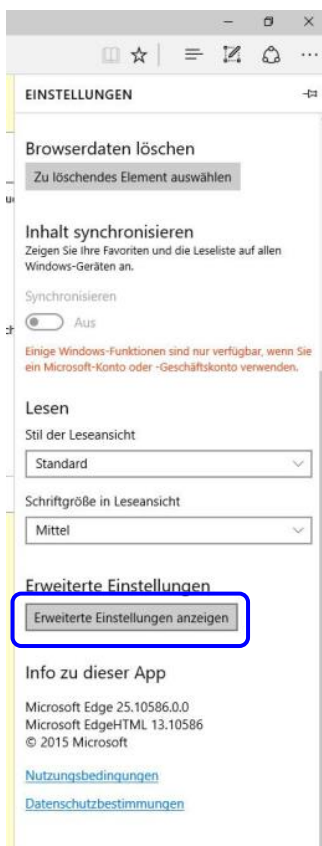 EINSTELLUNGEN
Browserdaten löschen
Zu löschendes Element auswählen
Inhalt synchronisieren
Zeigen Sie Ihre Favoriten und die Leseliste auf allen
Windows-Geräten an.
Synchronisieren
Aus
Einige Windows-Funktionen sind nur verfügbar, wenn Sie
ein Microsoft-Konto oder -Geschäftskonto verwenden.
Lesen
Stil der Leseansicht
Standard
Schriftgröße in Leseansicht
Mittel
Erweiterte Einstellungen
Erweiterte Einstellungen anzeigen
Info zu dieser App
Microsoft Edge 25.10586.0.0
Microsoft EdgeHTML 13.10586
© 2015 Microsoft
Nutzungsbedingungen
Datenschutzbestimmungen